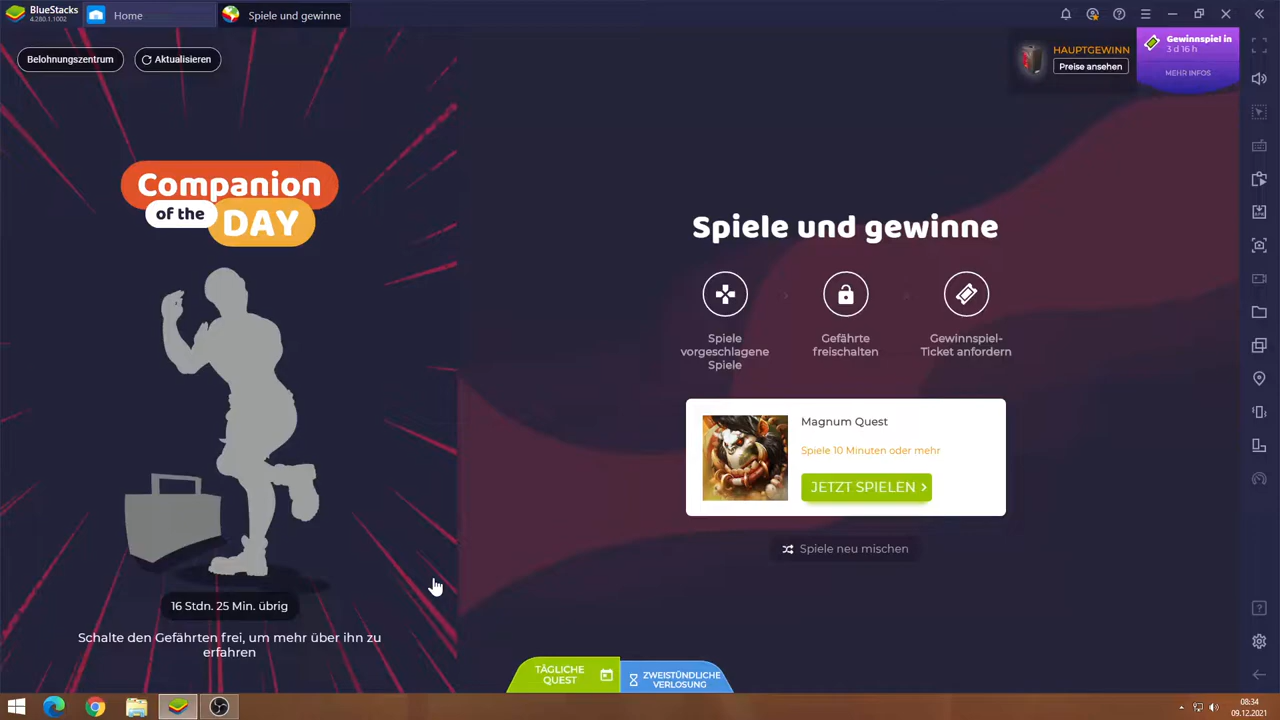 BlueStacks
4.280.1.1002
Home
Spiele und gewinne
Belohnungszentrum
Aktualisieren
HAUPTGEWINN
Preise ansehen
Gewinnspiel in
3 d 16 h
MEHR INFOS
Companion
of the
DAY
16 Stdn. 25 Min. übrig
Schalte den Gefährten frei, um mehr über ihn zu
erfahren
Spiele und gewinne
Spiele
vorgeschlagene
Spiele
Gefährte
freischalten
Gewinnspiel-
Ticket anfordern
Magnum Quest
Spiele 10 Minuten oder mehr
JETZT SPIELEN
Spiele neu mischen
TÄGLICHE
QUEST
ZWEISTÜNDLICHE
VERLOSUNG
08:34
09.12.2021